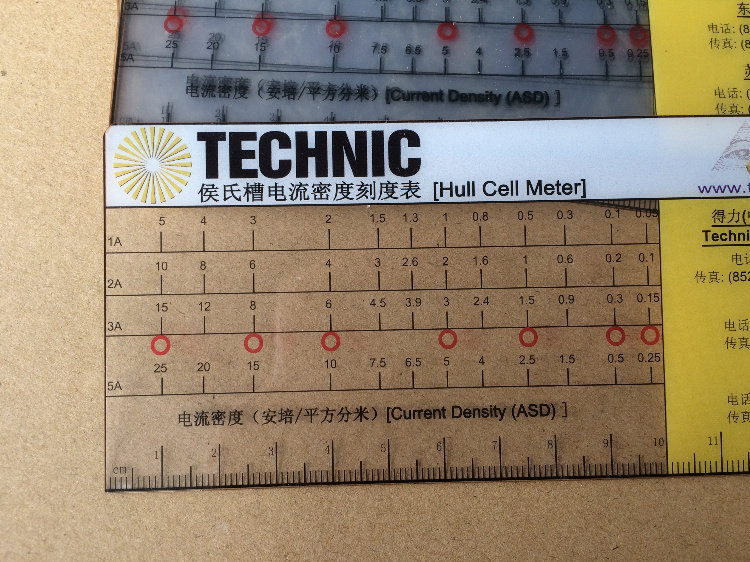 5A
25 20 15 10 7.5 6.5 5 4 2.5 1.5 0.5 0.25
电流密度（安培/平方分米）[Current Density (ASD) ]
电话: (8
传真: (8
电话: (
传真: (
TECHNIC
侯氏槽电流密度刻度表 [Hull Cell Meter]
www.t
5 4 3 2 1.5 1.3 1 0.8 0.5 0.3 0.1 0.05
1A
10 8 6 4 3 2.6 2 1.6 1 0.6 0.2 0.1
2A
15 12 8 6 4.5 3.9 3 2.4 1.5 0.9 0.3 0.15
3A
25 20 15 10 7.5 6.5 5 4 2.5 1.5 0.5 0.25
5A
电流密度（安培/平方分米）[Current Density (ASD) ]
cm 1 2 3 4 5 6 7 8 9 10 11
得力(
Techni
电话
传真: (852
电话
传真
电话
传真